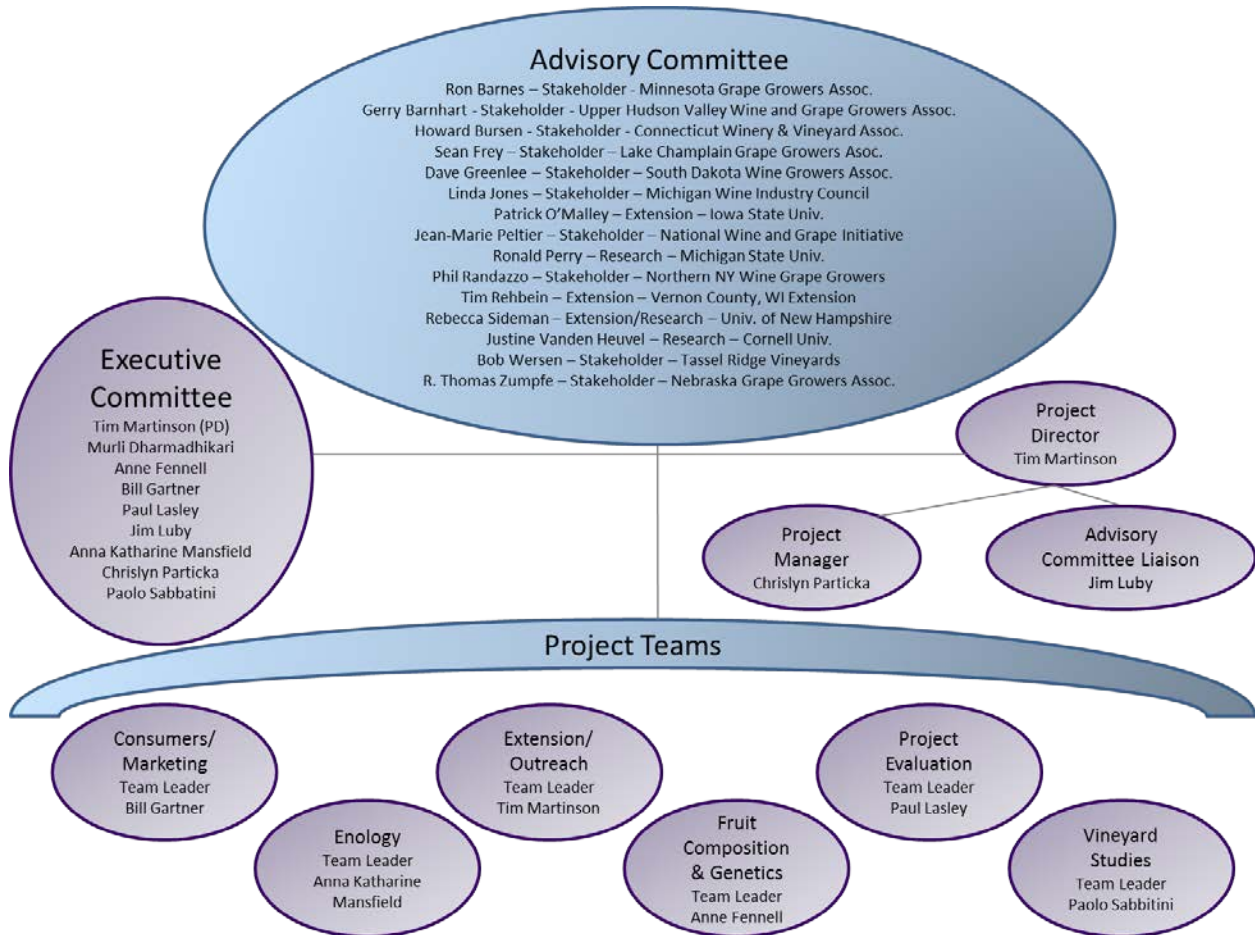 Advisory Committee
Ron Barnes – Stakeholder - Minnesota Grape Growers Assoc.
Gerry Barnhart - Stakeholder - Upper Hudson Valley Wine and Grape Growers Assoc.
Howard Bursen - Stakeholder - Connecticut Winery & Vineyard Assoc.
Sean Frey – Stakeholder – Lake Champlain Grape Growers Asoc.
Dave Greenlee – Stakeholder – South Dakota Wine Growers Assoc.
Linda Jones – Stakeholder – Michigan Wine Industry Council
Patrick O’Malley – Extension – Iowa State Univ.
Jean-Marie Peltier – Stakeholder – National Wine and Grape Initiative
Ronald Perry – Research – Michigan State Univ.
Phil Randazzo – Stakeholder – Northern NY Wine Grape Growers
Tim Rehbein – Extension – Vernon County, WI Extension
Rebecca Sideman – Extension/Research – Univ. of New Hampshire
Justine Vanden Heuvel – Research – Cornell Univ.
Bob Wersen – Stakeholder – Tassel Ridge Vineyards
R. Thomas Zumpfe – Stakeholder – Nebraska Grape Growers Assoc.
Executive
Committee
Tim Martinson (PD)
Murli Dharmadhikari
Anne Fennell
Bill Gartner
Paul Lasley
Jim Luby
Anna Katharine Mansfield
Chrislyn Particka
Paolo Sabbatini
Project
Director
Tim Martinson
Project
Manager
Chrislyn Particka
Advisory
Committee Liaison
Jim Luby
Project Teams
Consumers/
Marketing
Team Leader
Bill Gartner
Enology
Team Leader
Anna Katharine
Mansfield
Extension/
Outreach
Team Leader
Tim Martinson
Fruit
Composition
& Genetics
Team Leader
Anne Fennell
Project
Evaluation
Team Leader
Paul Lasley
Vineyard
Studies
Team Leader
Paolo Sabbitini